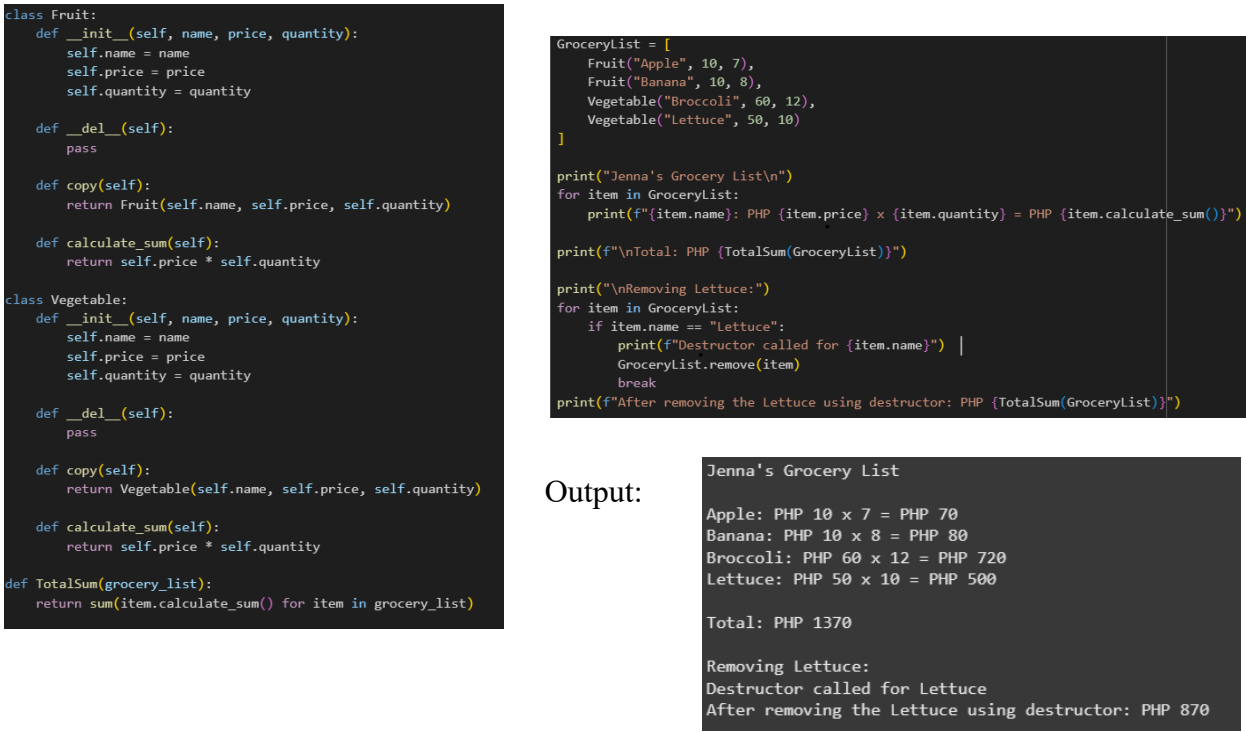 class Fruit:
    def __init__(self, name, price, quantity):
        self.name = name
        self.price = price
        self.quantity = quantity

    def __del__(self):
        pass

    def copy(self):
        return Fruit(self.name, self.price, self.quantity)

    def calculate_sum(self):
        return self.price * self.quantity

class Vegetable:
    def __init__(self, name, price, quantity):
        self.name = name
        self.price = price
        self.quantity = quantity

    def __del__(self):
        pass

    def copy(self):
        return Vegetable(self.name, self.price, self.quantity)

    def calculate_sum(self):
        return self.price * self.quantity

def TotalSum(grocery_list):
    return sum(item.calculate_sum() for item in grocery_list)

GroceryList = [
    Fruit("Apple", 10, 7),
    Fruit("Banana", 10, 8),
    Vegetable("Broccoli", 60, 12),
    Vegetable("Lettuce", 50, 10)
]

print("Jenna's Grocery List\n")
for item in GroceryList:
    print(f"{item.name}: PHP {item.price} x {item.quantity} = PHP {item.calculate_sum()}")

print(f"\nTotal: PHP {TotalSum(GroceryList)}")

print("\nRemoving Lettuce:")
for item in GroceryList:
    if item.name == "Lettuce":
        print(f"Destructor called for {item.name}")
        GroceryList.remove(item)
        break
print(f"After removing the Lettuce using destructor: PHP {TotalSum(GroceryList)}")

Output:

Jenna's Grocery List

Apple: PHP 10 x 7 = PHP 70
Banana: PHP 10 x 8 = PHP 80
Broccoli: PHP 60 x 12 = PHP 720
Lettuce: PHP 50 x 10 = PHP 500

Total: PHP 1370

Removing Lettuce:
Destructor called for Lettuce
After removing the Lettuce using destructor: PHP 870